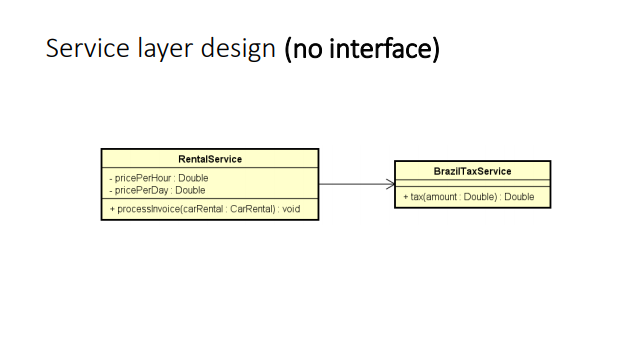 Service layer design (no interface)
RentalService
- pricePerHour : Double
- pricePerDay : Double
+ processInvoice(carRental : CarRental) : void
BrazilTaxService
+ tax(amount : Double) : Double